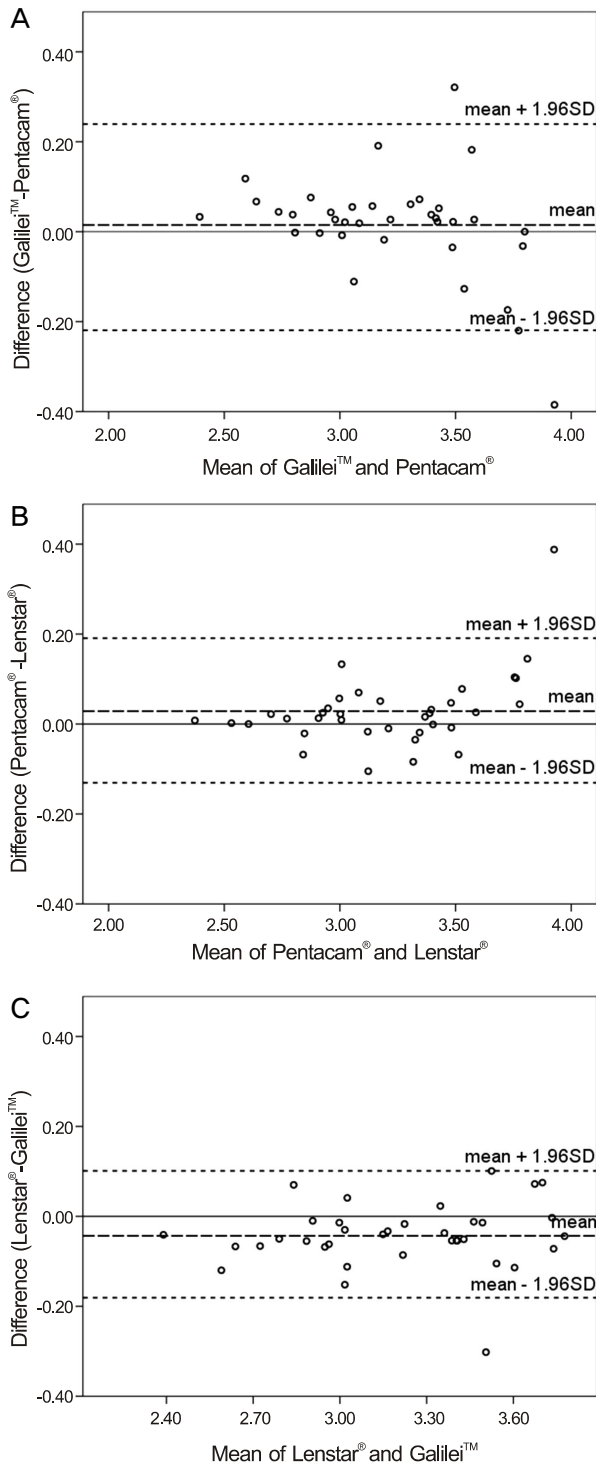 A
0.40
mean + 1.96SD
0.20
mean
0.00
-0.20
mean - 1.96SD
-0.40
Difference (Galilei™-Pentacam®)
2.00 2.50 3.00 3.50 4.00
Mean of Galilei™ and Pentacam®
B
0.40
mean + 1.96SD
0.20
mean
0.00
mean - 1.96SD
-0.20
-0.40
Difference (Pentacam®-Lenstar®)
2.00 2.50 3.00 3.50 4.00
Mean of Pentacam® and Lenstar®
C
0.40
0.20
mean + 1.96SD
0.00
mean
mean - 1.96SD
-0.20
-0.40
Difference (Lenstar®-Galilei™)
2.40 2.70 3.00 3.30 3.60
Mean of Lenstar® and Galilei™